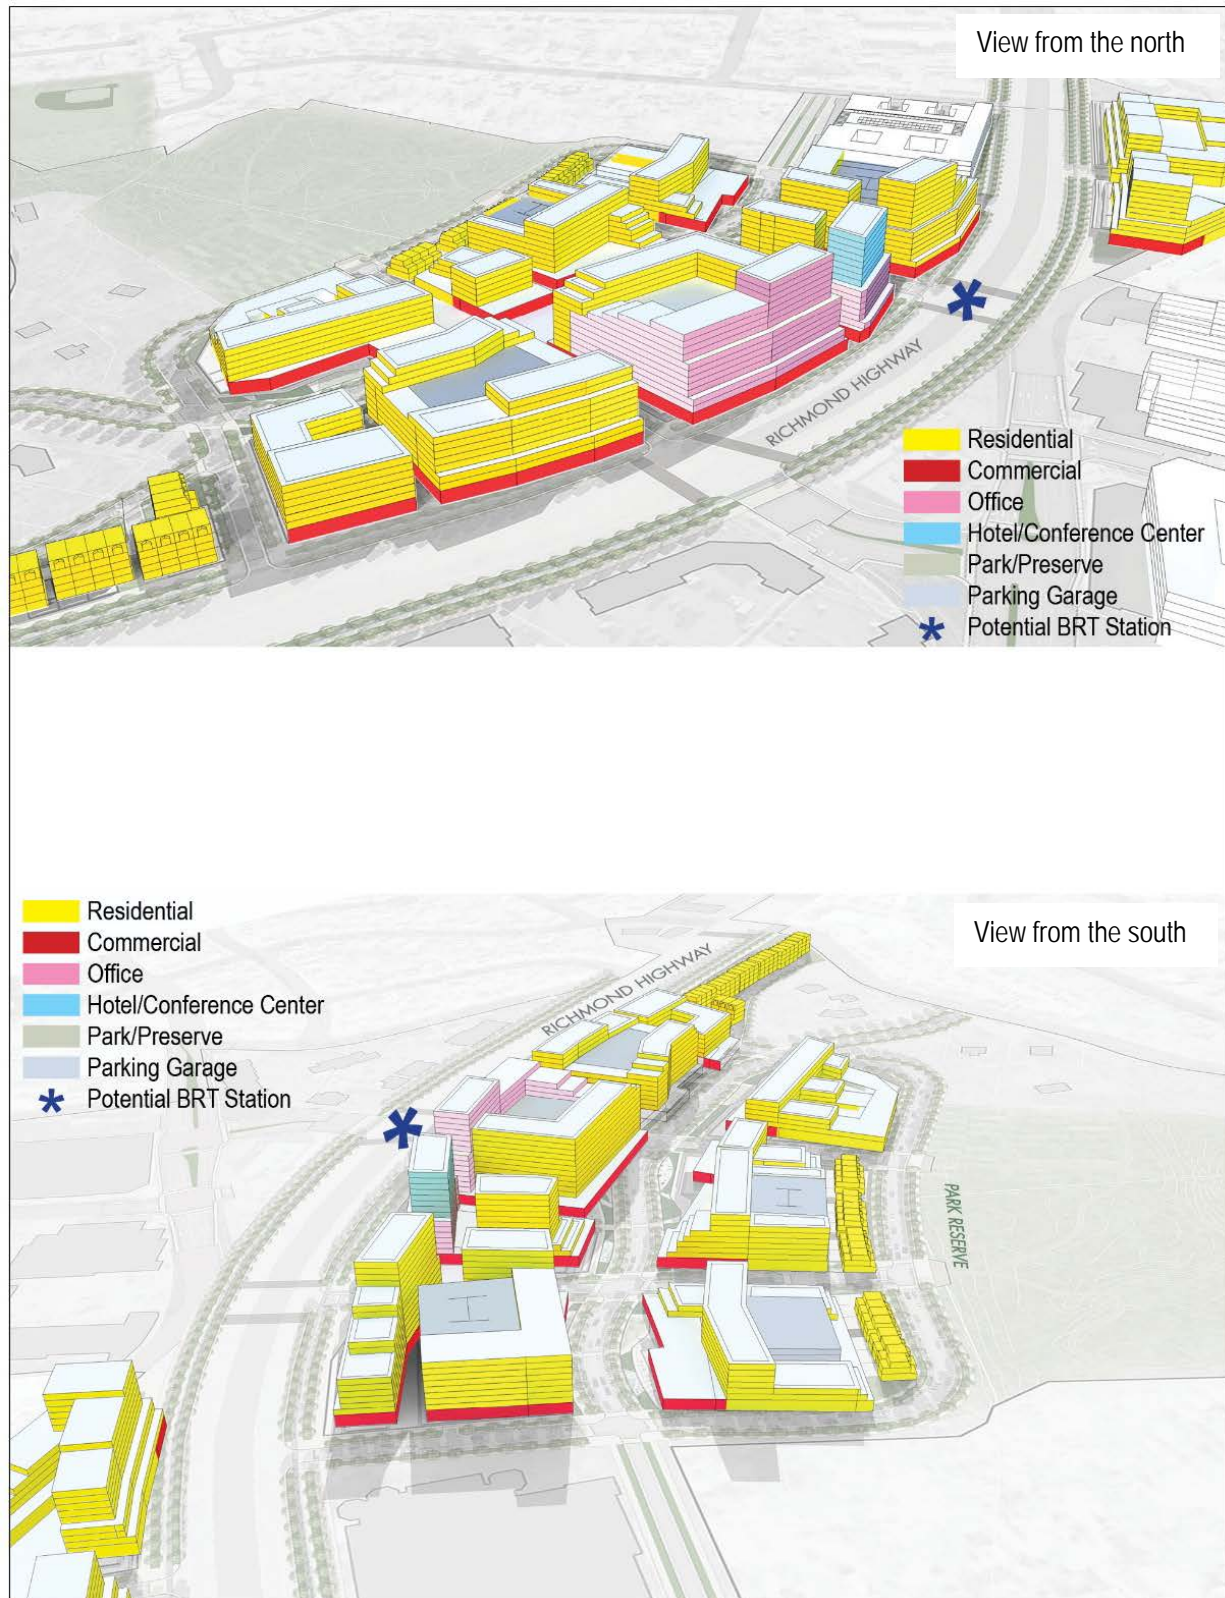 View from the north
RICHMOND HIGHWAY
Residential
Commercial
Office
Hotel/Conference Center
Park/Preserve
Parking Garage
Potential BRT Station
Residential
Commercial
Office
Hotel/Conference Center
Park/Preserve
Parking Garage
Potential BRT Station
View from the south
RICHMOND HIGHWAY
PARK RESERVE